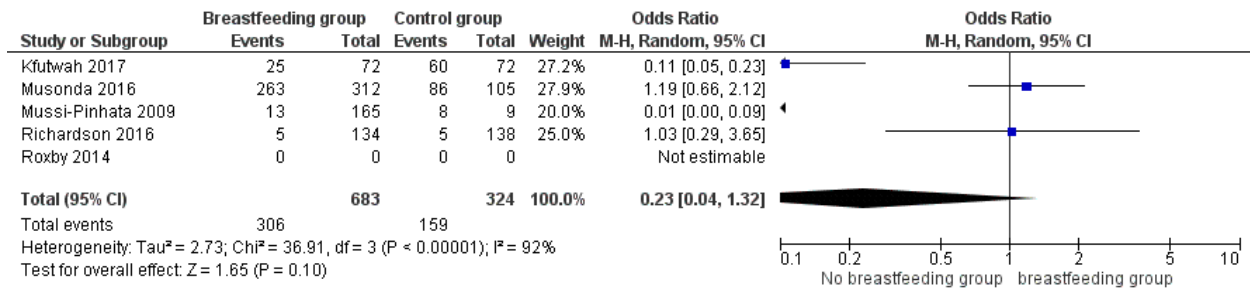 Breastfeeding group Control group Odds Ratio Odds Ratio
Study or Subgroup Events Total Events Total Weight M-H, Random, 95% CI M-H, Random, 95% CI
Kfutwah 2017 25 72 60 72 27.2% 0.11 [0.05, 0.23]
Musonda 2016 263 312 86 105 27.9% 1.19 [0.66, 2.12]
Mussi-Pinhata 2009 13 165 8 9 20.0% 0.01 [0.00, 0.09]
Richardson 2016 5 134 5 138 25.0% 1.03 [0.29, 3.65]
Roxby 2014 0 0 0 0 Not estimable
Total (95% CI) 683 324 100.0% 0.23 [0.04, 1.32]
Total events 306 159
Heterogeneity: Tau² = 2.73; Chi² = 36.91, df = 3 (P < 0.00001); I² = 92%
Test for overall effect: Z = 1.65 (P = 0.10)
0.1 0.2 0.5 1 2 5 10
No breastfeeding group breastfeeding group